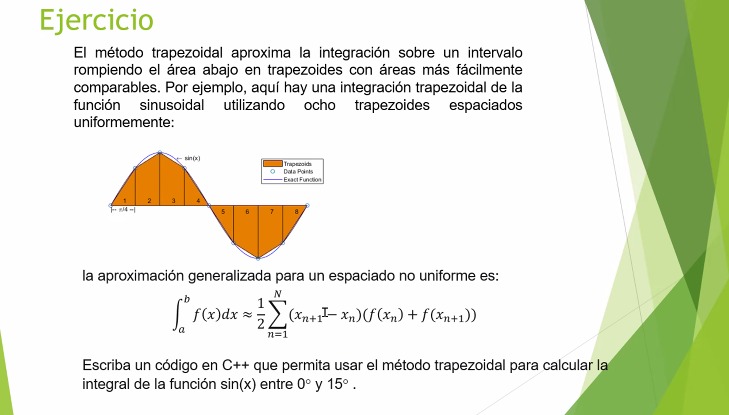 Ejercicio
El método trapezoidal aproxima la integración sobre un intervalo
rompiendo el área abajo en trapezoides con áreas más fácilmente
comparables. Por ejemplo, aquí hay una integración trapezoidal de la
función sinusoidal utilizando ocho trapezoides espaciados
uniformemente:
← sin(x)
Trapezoids
Data Points
Exact Function
1 2 3 4
5 6 7 8
|← π/4 →|
la aproximación generalizada para un espaciado no uniforme es:
∫_a^b f(x)dx ≈ 1/2 ∑_{n=1}^N (x_{n+1} − x_n)(f(x_n) + f(x_{n+1}))
Escriba un código en C++ que permita usar el método trapezoidal para calcular la
integral de la función sin(x) entre 0° y 15° .